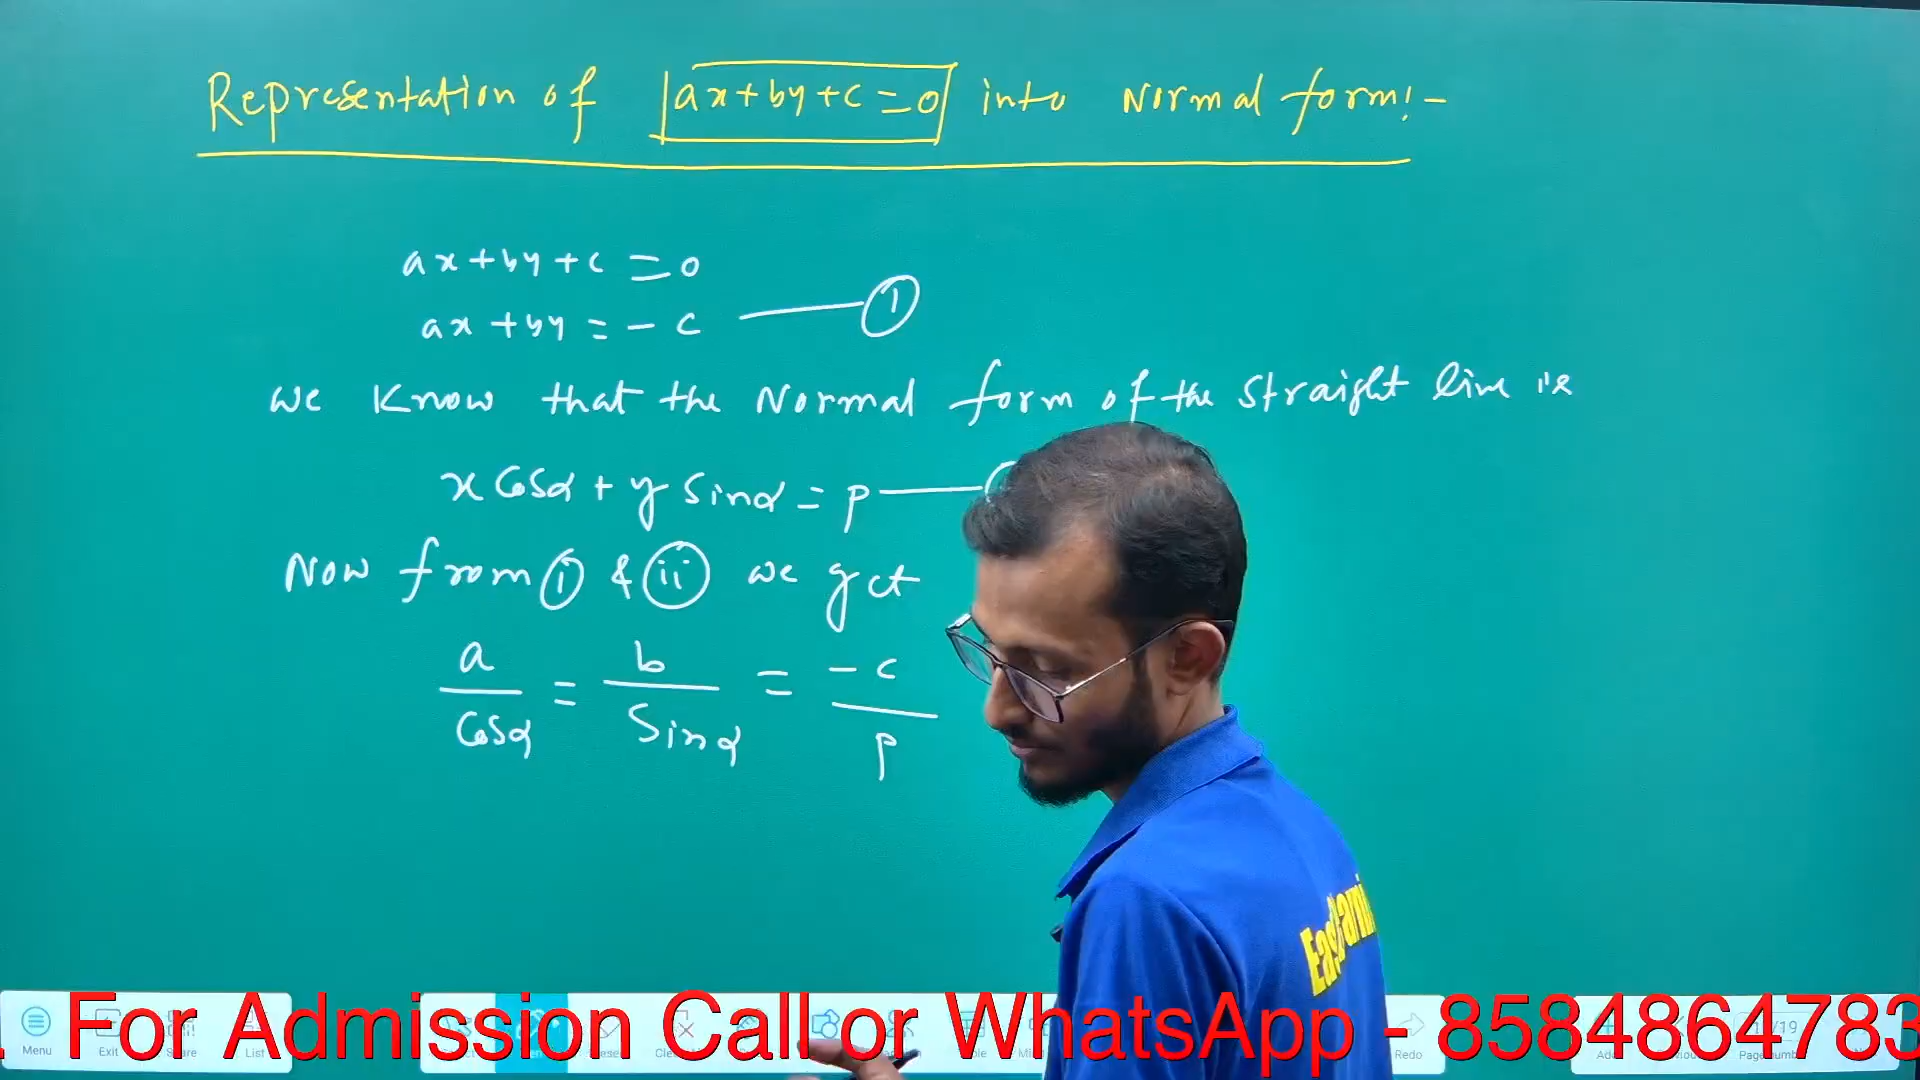 Representation of ax+by+c=0 into Normal form:-
ax+by+c = 0
ax+by = - c —— (i)
We know that the Normal form of the straight line is
x Cosα + y Sinα = p ——
Now from (i) & (ii) we get
a/Cosα = b/Sinα = -c/p
For Admission Call or WhatsApp - 8584864783
Menu
Exit
List
Redo